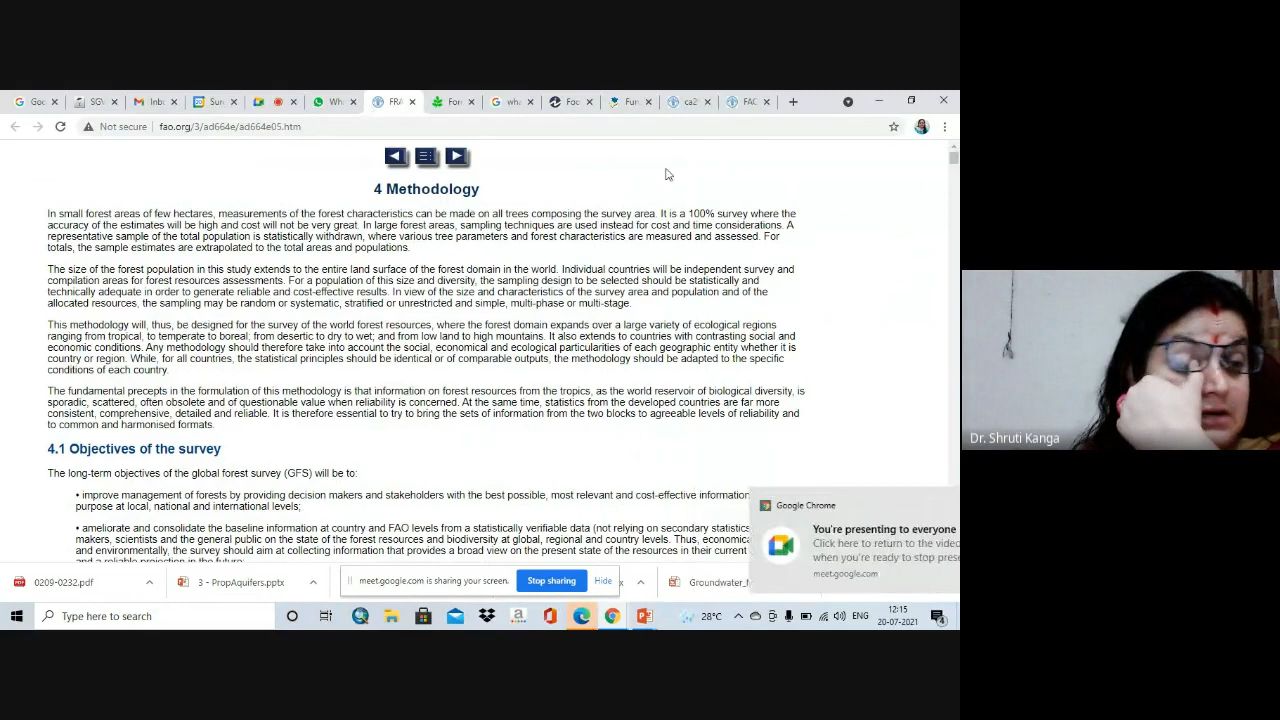 Goo
SGV
Inb
Sur
Wh
FRA
For
wha
Foc
Fun
ca2
FAC
Not secure
fao.org/3/ad664e/ad664e05.htm
4 Methodology
In small forest areas of few hectares, measurements of the forest characteristics can be made on all trees composing the survey area. It is a 100% survey where the
accuracy of the estimates will be high and cost will not be very great. In large forest areas, sampling techniques are used instead for cost and time considerations. A
representative sample of the total population is statistically withdrawn, where various tree parameters and forest characteristics are measured and assessed. For
totals, the sample estimates are extrapolated to the total areas and populations.
The size of the forest population in this study extends to the entire land surface of the forest domain in the world. Individual countries will be independent survey and
compilation areas for forest resources assessments. For a population of this size and diversity, the sampling design to be selected should be statistically and
technically adequate in order to generate reliable and cost-effective results. In view of the size and characteristics of the survey area and population and of the
allocated resources, the sampling may be random or systematic, stratified or unrestricted and simple, multi-phase or multi-stage.
This methodology will, thus, be designed for the survey of the world forest resources, where the forest domain expands over a large variety of ecological regions
ranging from tropical, to temperate to boreal; from desertic to dry to wet; and from low land to high mountains. It also extends to countries with contrasting social and
economic conditions. Any methodology should therefore take into account the social, economical and ecological particularities of each geographic entity whether it is
country or region. While, for all countries, the statistical principles should be identical or of comparable outputs, the methodology should be adapted to the specific
conditions of each country.
The fundamental precepts in the formulation of this methodology is that information on forest resources from the tropics, as the world reservoir of biological diversity, is
sporadic, scattered, often obsolete and of questionable value when reliability is concerned. At the same time, statistics from the developed countries are far more
consistent, comprehensive, detailed and reliable. It is therefore essential to try to bring the sets of information from the two blocks to agreeable levels of reliability and
to common and harmonised formats.
4.1 Objectives of the survey
The long-term objectives of the global forest survey (GFS) will be to:
• improve management of forests by providing decision makers and stakeholders with the best possible, most relevant and cost-effective information
purpose at local, national and international levels;
• ameliorate and consolidate the baseline information at country and FAO levels from a statistically verifiable data (not relying on secondary statistics
makers, scientists and the general public on the state of the forest resources and biodiversity at global, regional and country levels. Thus, economica
and environmentally, the survey should aim at collecting information that provides a broad view on the present state of the resources in their current
and a reliable projection in the future;
Google Chrome
You're presenting to everyone
Click here to return to the video
when you're ready to stop prese
meet.google.com
Dr. Shruti Kanga
0209-0232.pdf
3 - PropAquifers.pptx
meet.google.com is sharing your screen.
Stop sharing
Hide
Groundwater_M
Type here to search
28°C
ENG
12:15
20-07-2021
4